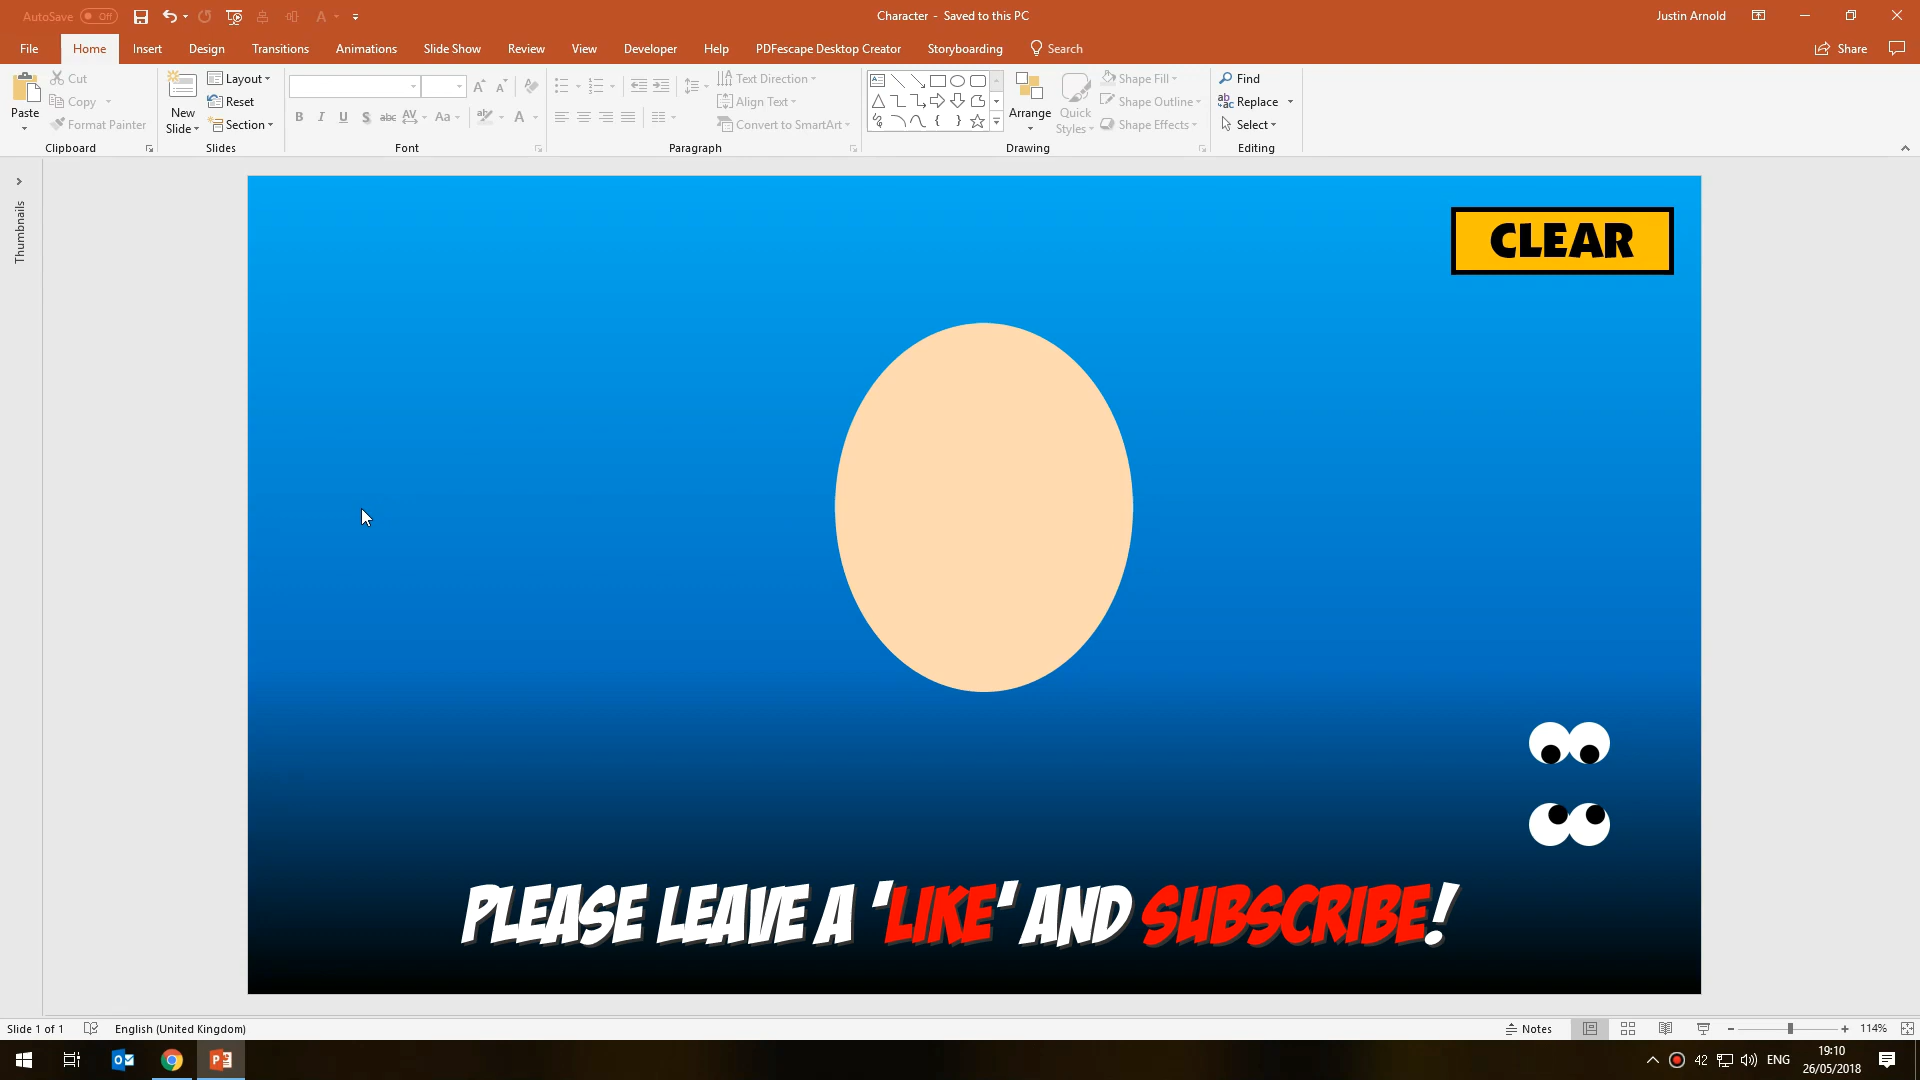 AutoSave Off
Character - Saved to this PC
Justin Arnold
File Home Insert Design Transitions Animations Slide Show Review View Developer Help PDFescape Desktop Creator Storyboarding Search Share
Paste
Cut
Copy
Format Painter
Clipboard
New Slide
Layout
Reset
Section
Slides
B I U S abc AV Aa A
Font
Text Direction
Align Text
Convert to SmartArt
Paragraph
Arrange
Quick Styles
Shape Fill
Shape Outline
Shape Effects
Drawing
Find
Replace
Select
Editing
Thumbnails
CLEAR
PLEASE LEAVE A 'LIKE' AND SUBSCRIBE!
Slide 1 of 1 English (United Kingdom) Notes 114%
42 ENG 19:10
26/05/2018